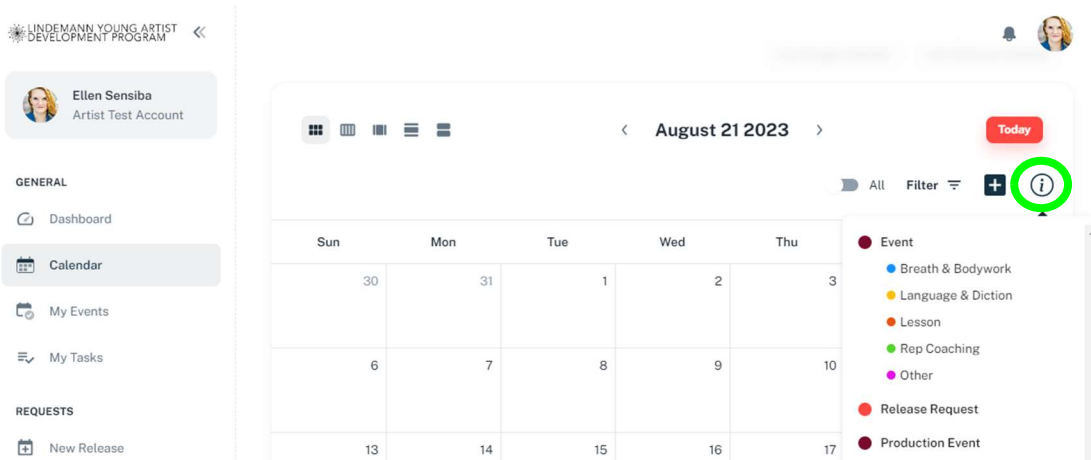 LINDEMANN YOUNG ARTIST
DEVELOPMENT PROGRAM
Ellen Sensiba
Artist Test Account
GENERAL
Dashboard
Calendar
My Events
My Tasks
REQUESTS
New Release
August 21 2023
Today
All
Filter
Sun Mon Tue Wed Thu
30 31 1 2 3
6 7 8 9 10
13 14 15 16 17
Event
Breath & Bodywork
Language & Diction
Lesson
Rep Coaching
Other
Release Request
Production Event